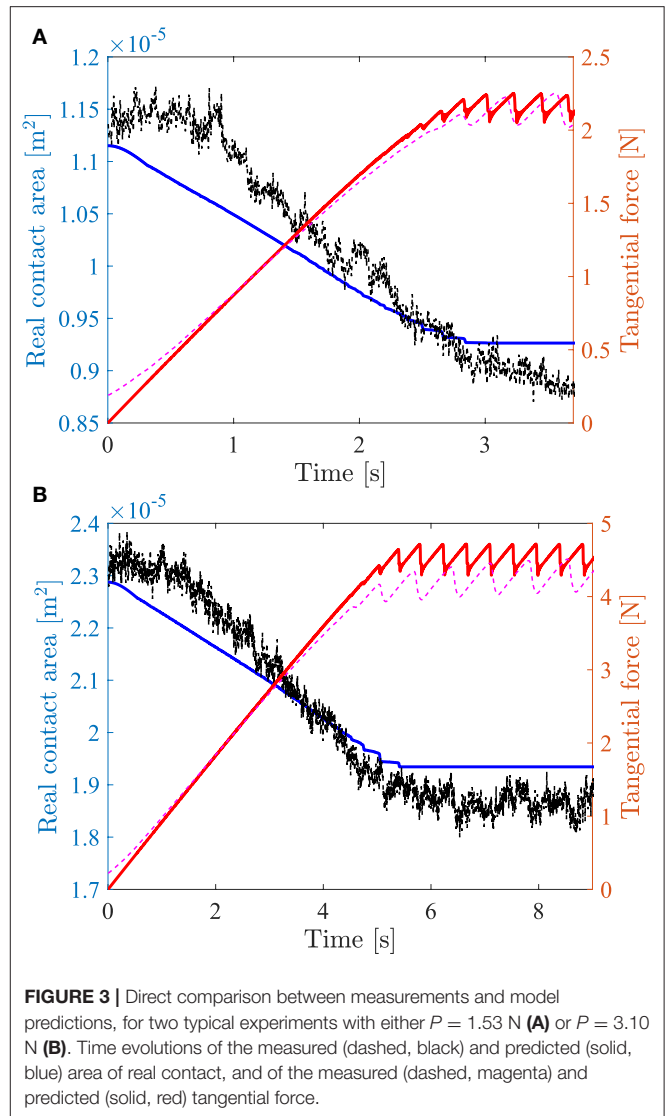 A
×10⁻⁵
1.2
1.15
1.1
1.05
1
0.95
0.9
0.85
Real contact area [m²]
2.5
2
1.5
1
0.5
0
Tangential force [N]
0 1 2 3
Time [s]
B
×10⁻⁵
2.4
2.3
2.2
2.1
2
1.9
1.8
1.7
Real contact area [m²]
5
4
3
2
1
0
Tangential force [N]
0 2 4 6 8
Time [s]
FIGURE 3 | Direct comparison between measurements and model
predictions, for two typical experiments with either P = 1.53 N (A) or P = 3.10
N (B). Time evolutions of the measured (dashed, black) and predicted (solid,
blue) area of real contact, and of the measured (dashed, magenta) and
predicted (solid, red) tangential force.